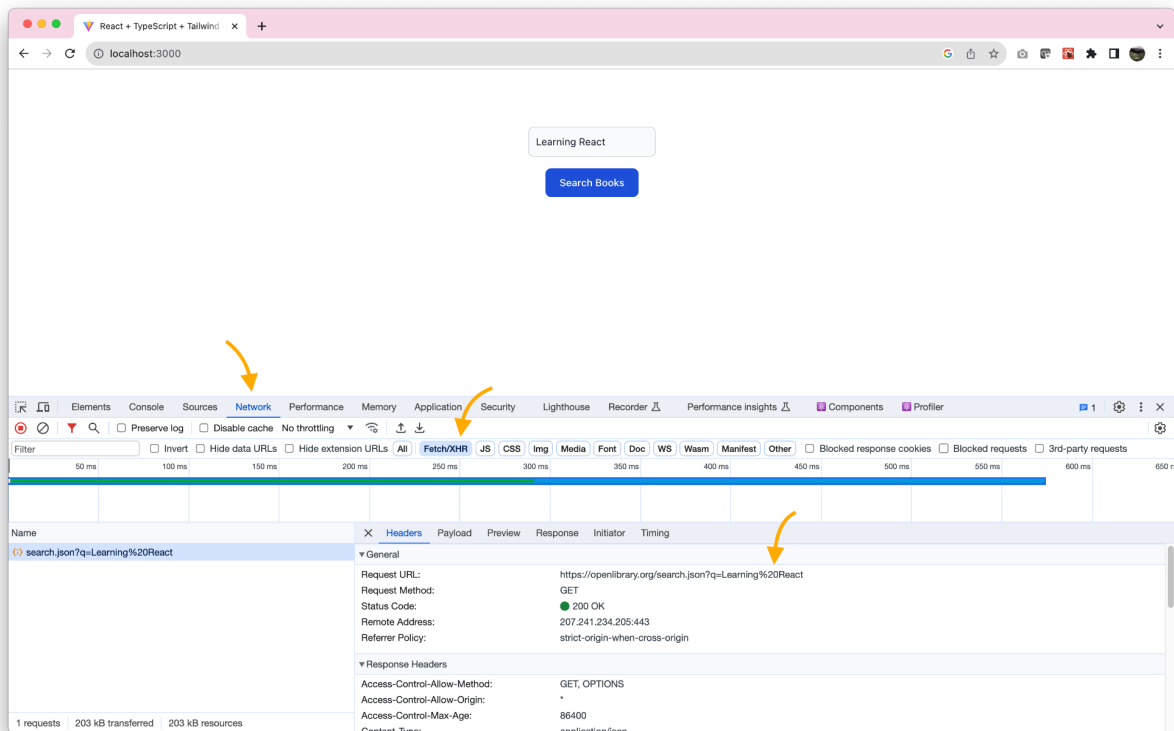 React + TypeScript + Tailwind
localhost:3000
Learning React
Search Books
Elements Console Sources Network Performance Memory Application Security Lighthouse Recorder Performance insights Components Profiler 1
Preserve log Disable cache No throttling
Filter Invert Hide data URLs Hide extension URLs All Fetch/XHR JS CSS Img Media Font Doc WS Wasm Manifest Other Blocked response cookies Blocked requests 3rd-party requests
50 ms 100 ms 150 ms 200 ms 250 ms 300 ms 350 ms 400 ms 450 ms 500 ms 550 ms 600 ms 650
Name Headers Payload Preview Response Initiator Timing
search.json?q=Learning%20React
General
Request URL: https://openlibrary.org/search.json?q=Learning%20React
Request Method: GET
Status Code: 200 OK
Remote Address: 207.241.234.205:443
Referrer Policy: strict-origin-when-cross-origin
Response Headers
Access-Control-Allow-Method: GET, OPTIONS
Access-Control-Allow-Origin: *
Access-Control-Max-Age: 86400
Content-Type: application/json
1 requests 203 kB transferred 203 kB resources